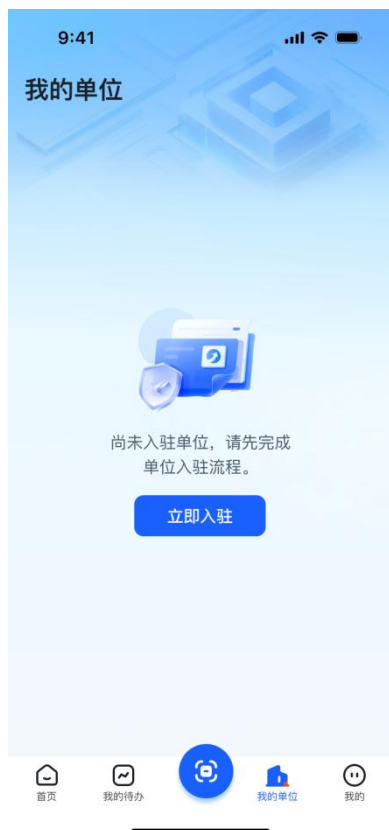 9:41
我的单位
尚未入驻单位，请先完成
单位入驻流程。
立即入驻
首页
我的待办
我的单位
我的